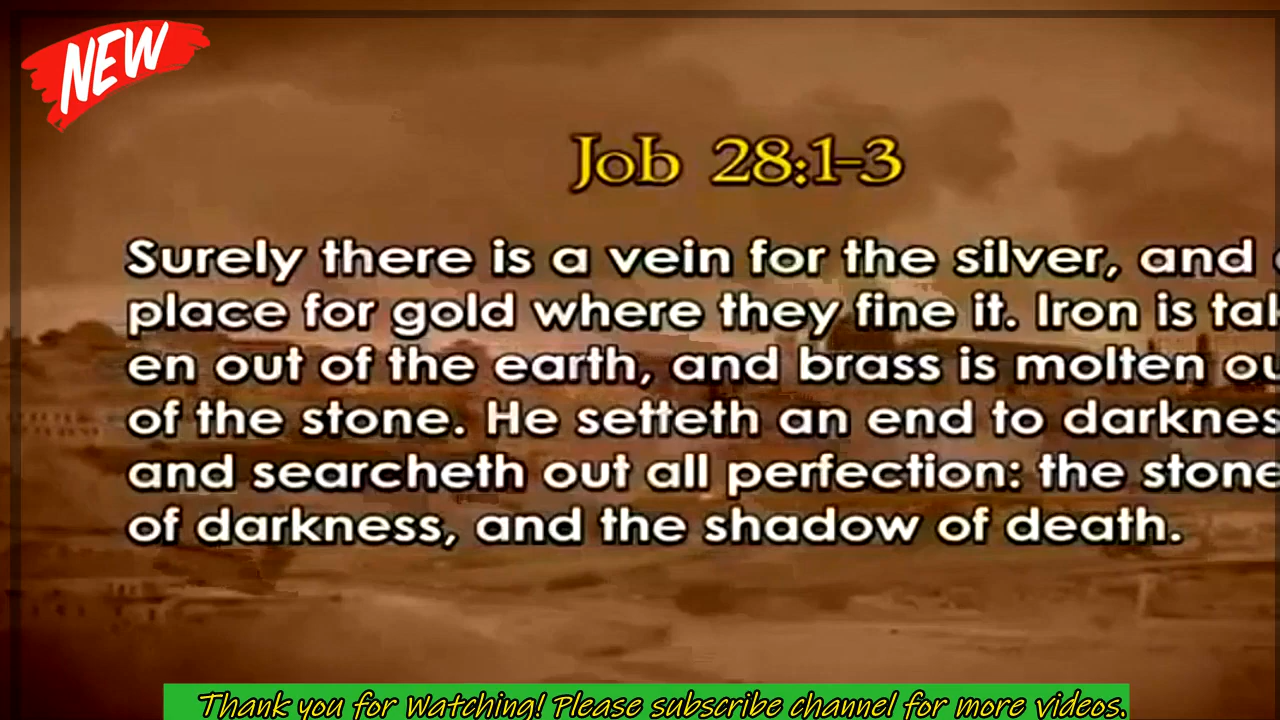 NEW
Job 28:1-3
Surely there is a vein for the silver, and
place for gold where they fine it. Iron is tak
en out of the earth, and brass is molten ou
of the stone. He setteth an end to darknes
and searcheth out all perfection: the stone
of darkness, and the shadow of death.
Thank you for Watching! Please subscribe channel for more videos.